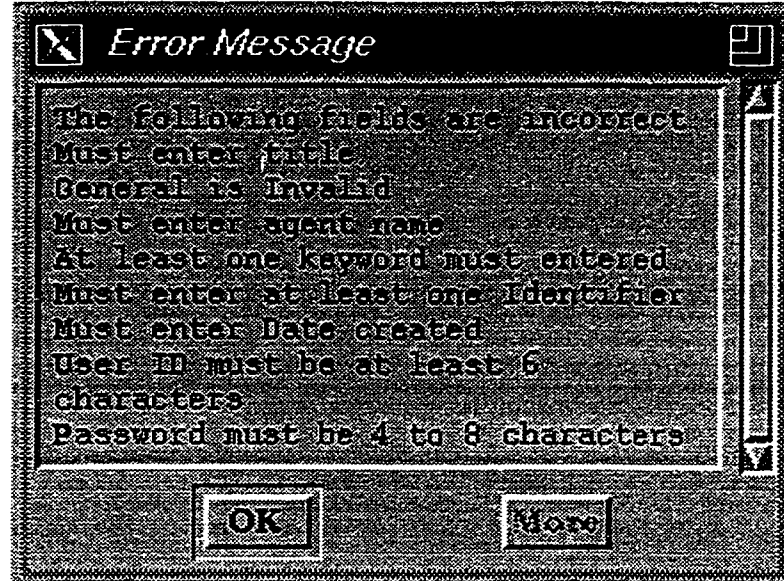 Error Message
The following fields are incorrect
Must enter title
General is Invalid
Must enter agent name
At least one keyword must entered
Must enter at least one Identifier
Must enter Date created
User ID must be at least 6
characters
Password must be 4 to 8 characters
OK
More